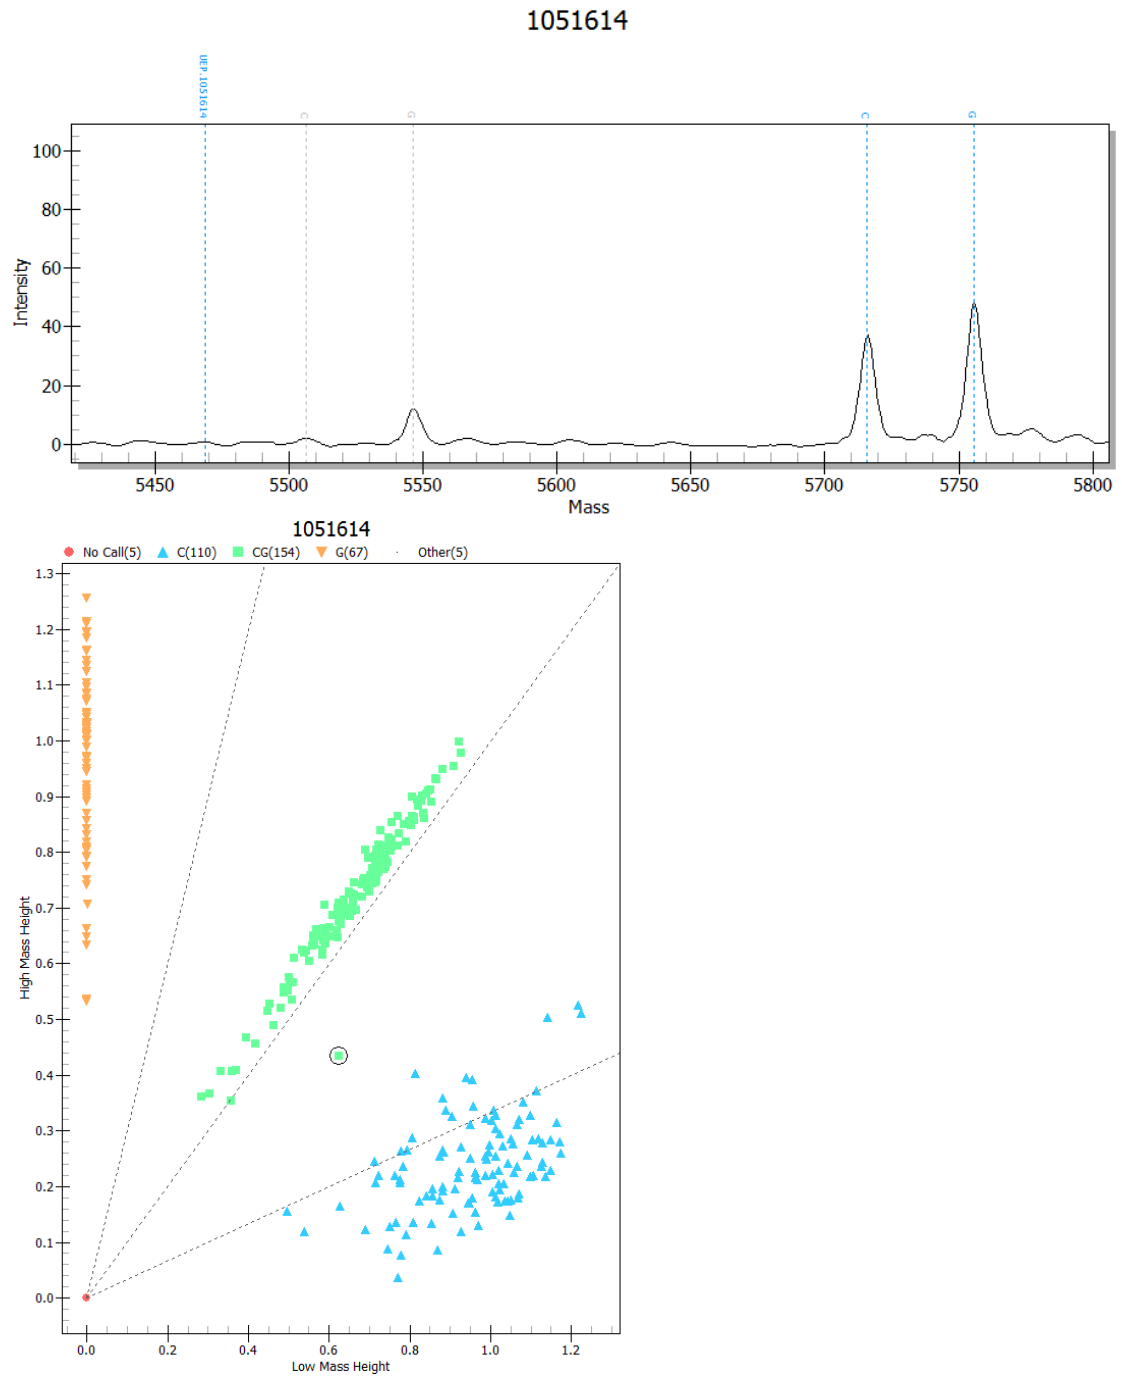 1051614
UEP.1051614
C
G
C
G
100
80
60
40
20
0
Intensity
5450 5500 5550 5600 5650 5700 5750 5800
Mass
1051614
No Call(5) C(110) CG(154) G(67) Other(5)
1.3
1.2
1.1
1.0
0.9
0.8
0.7
0.6
0.5
0.4
0.3
0.2
0.1
0.0
High Mass Height
0.0 0.2 0.4 0.6 0.8 1.0 1.2
Low Mass Height